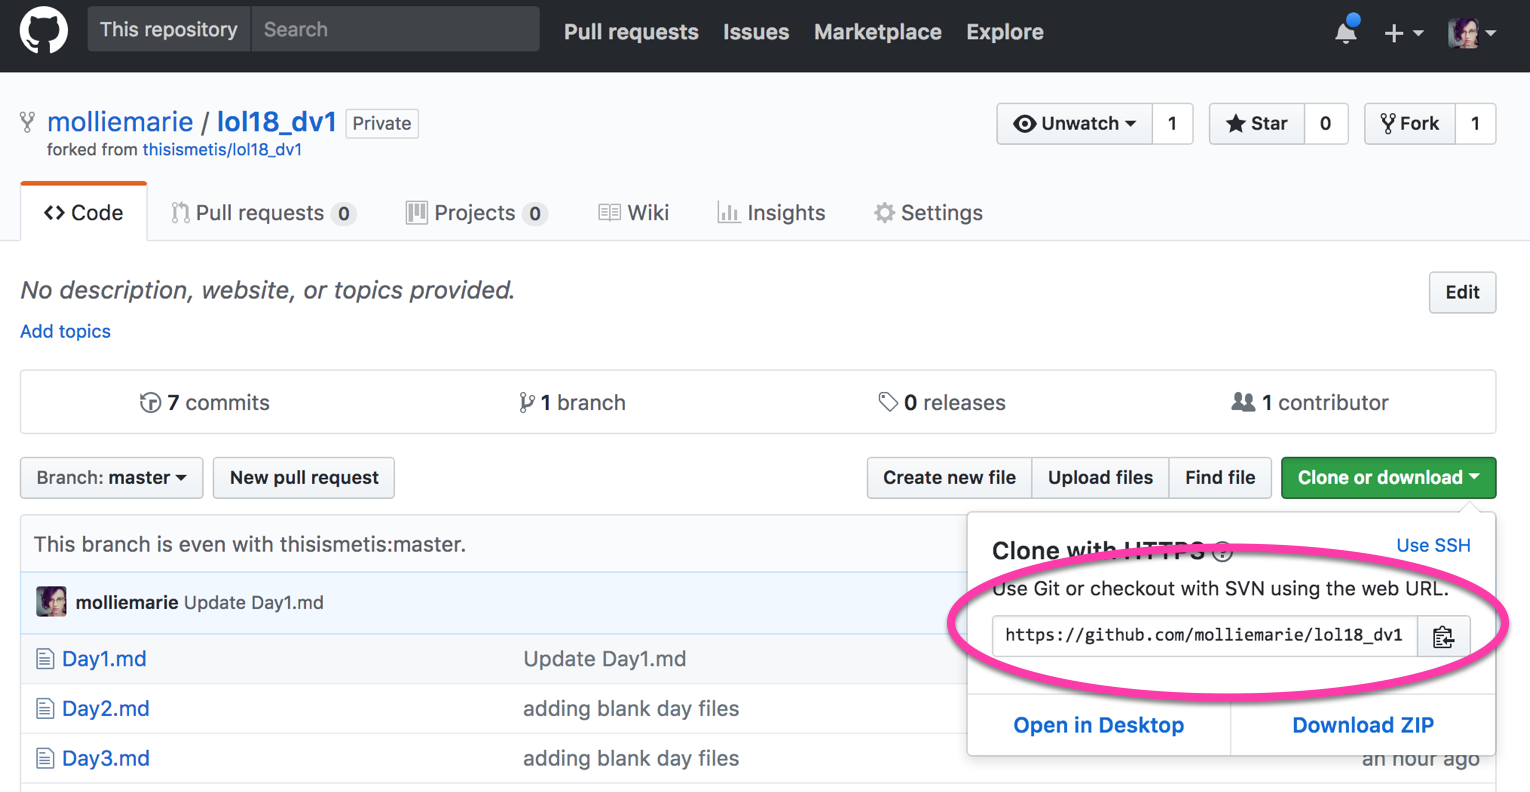 This repository Search Pull requests Issues Marketplace Explore
molliemarie / lol18_dv1 Private Unwatch 1 Star 0 Fork 1
forked from thisismetis/lol18_dv1
Code Pull requests 0 Projects 0 Wiki Insights Settings
No description, website, or topics provided. Edit
Add topics
7 commits 1 branch 0 releases 1 contributor
Branch: master New pull request Create new file Upload files Find file Clone or download
This branch is even with thisismetis:master.
Clone with HTTPS Use SSH
Use Git or checkout with SVN using the web URL.
https://github.com/molliemarie/lol18_dv1
Open in Desktop Download ZIP
molliemarie Update Day1.md
Day1.md Update Day1.md
Day2.md adding blank day files
Day3.md adding blank day files an hour ago